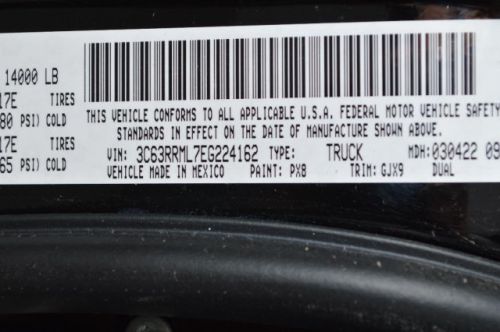 14000 LB
17E TIRES
80 PSI) COLD
17E TIRES
65 PSI) COLD
THIS VEHICLE CONFORMS TO ALL APPLICABLE U.S.A. FEDERAL MOTOR VEHICLE SAFETY
STANDARDS IN EFFECT ON THE DATE OF MANUFACTURE SHOWN ABOVE.
VIN: 3C63RRML7EG224162 TYPE: TRUCK MDH: 030422 09
VEHICLE MADE IN MEXICO PAINT: PX8 TRIM: GJX9 DUAL